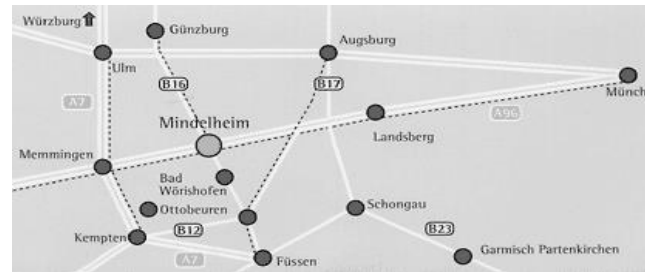 Würzburg
Günzburg
Augsburg
Ulm
B16
B17
A7
Münch
Mindelheim
A96
Landsberg
Memmingen
Bad
Wörishofen
Ottobeuren
Schongau
B12
B23
Kempten
A7
Füssen
Garmisch Partenkirchen